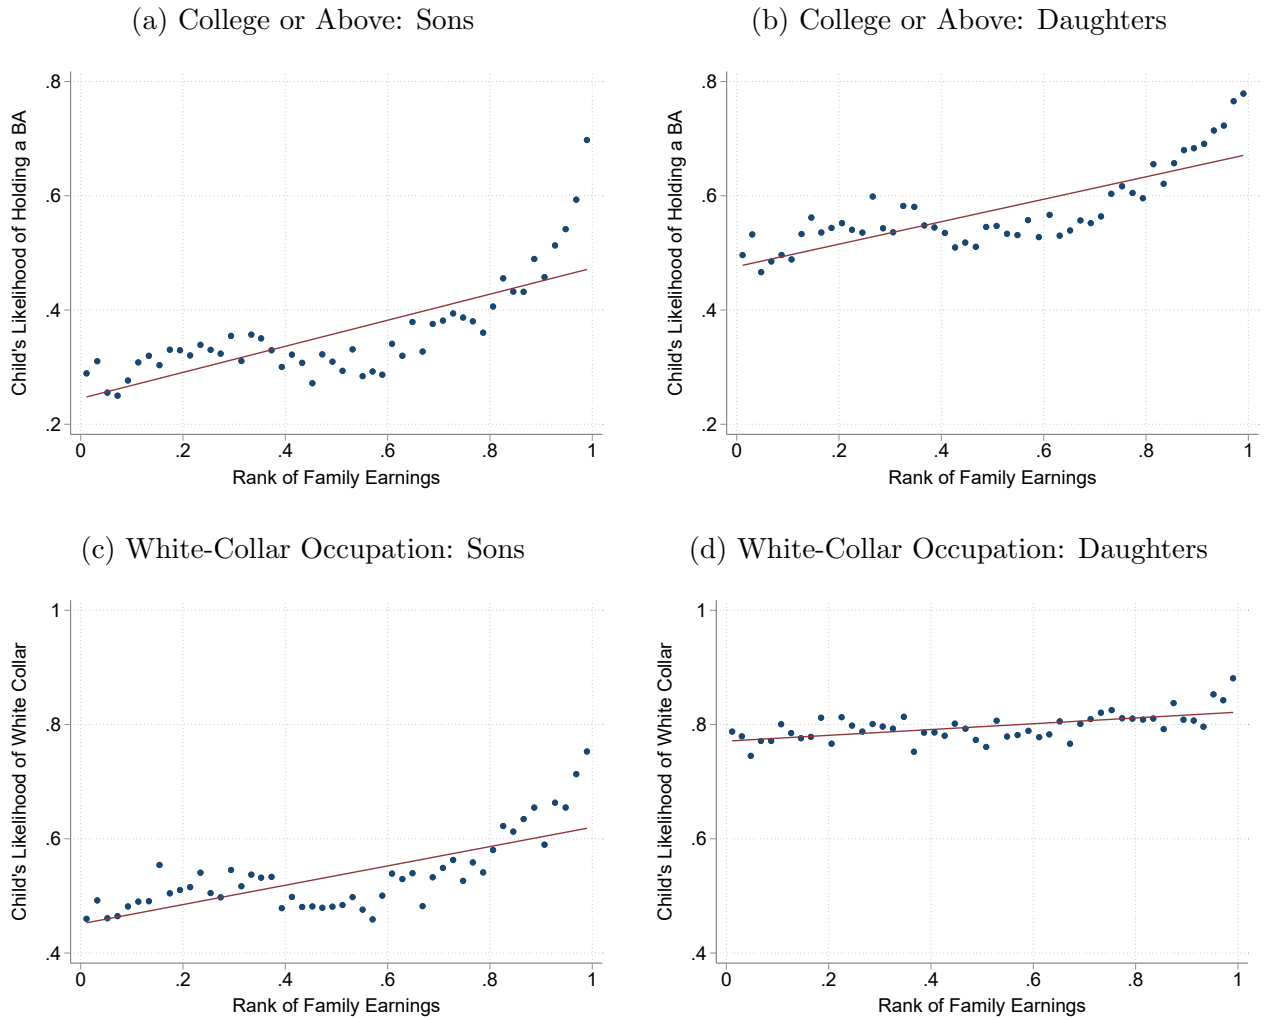 (a) College or Above: Sons
Child's Likelihood of Holding a BA
.8
.6
.4
.2
0 .2 .4 .6 .8 1
Rank of Family Earnings
(b) College or Above: Daughters
Child's Likelihood of Holding a BA
.8
.6
.4
.2
0 .2 .4 .6 .8 1
Rank of Family Earnings
(c) White-Collar Occupation: Sons
Child's Likelihood of White Collar
1
.8
.6
.4
0 .2 .4 .6 .8 1
Rank of Family Earnings
(d) White-Collar Occupation: Daughters
Child's Likelihood of White Collar
1
.8
.6
.4
0 .2 .4 .6 .8 1
Rank of Family Earnings